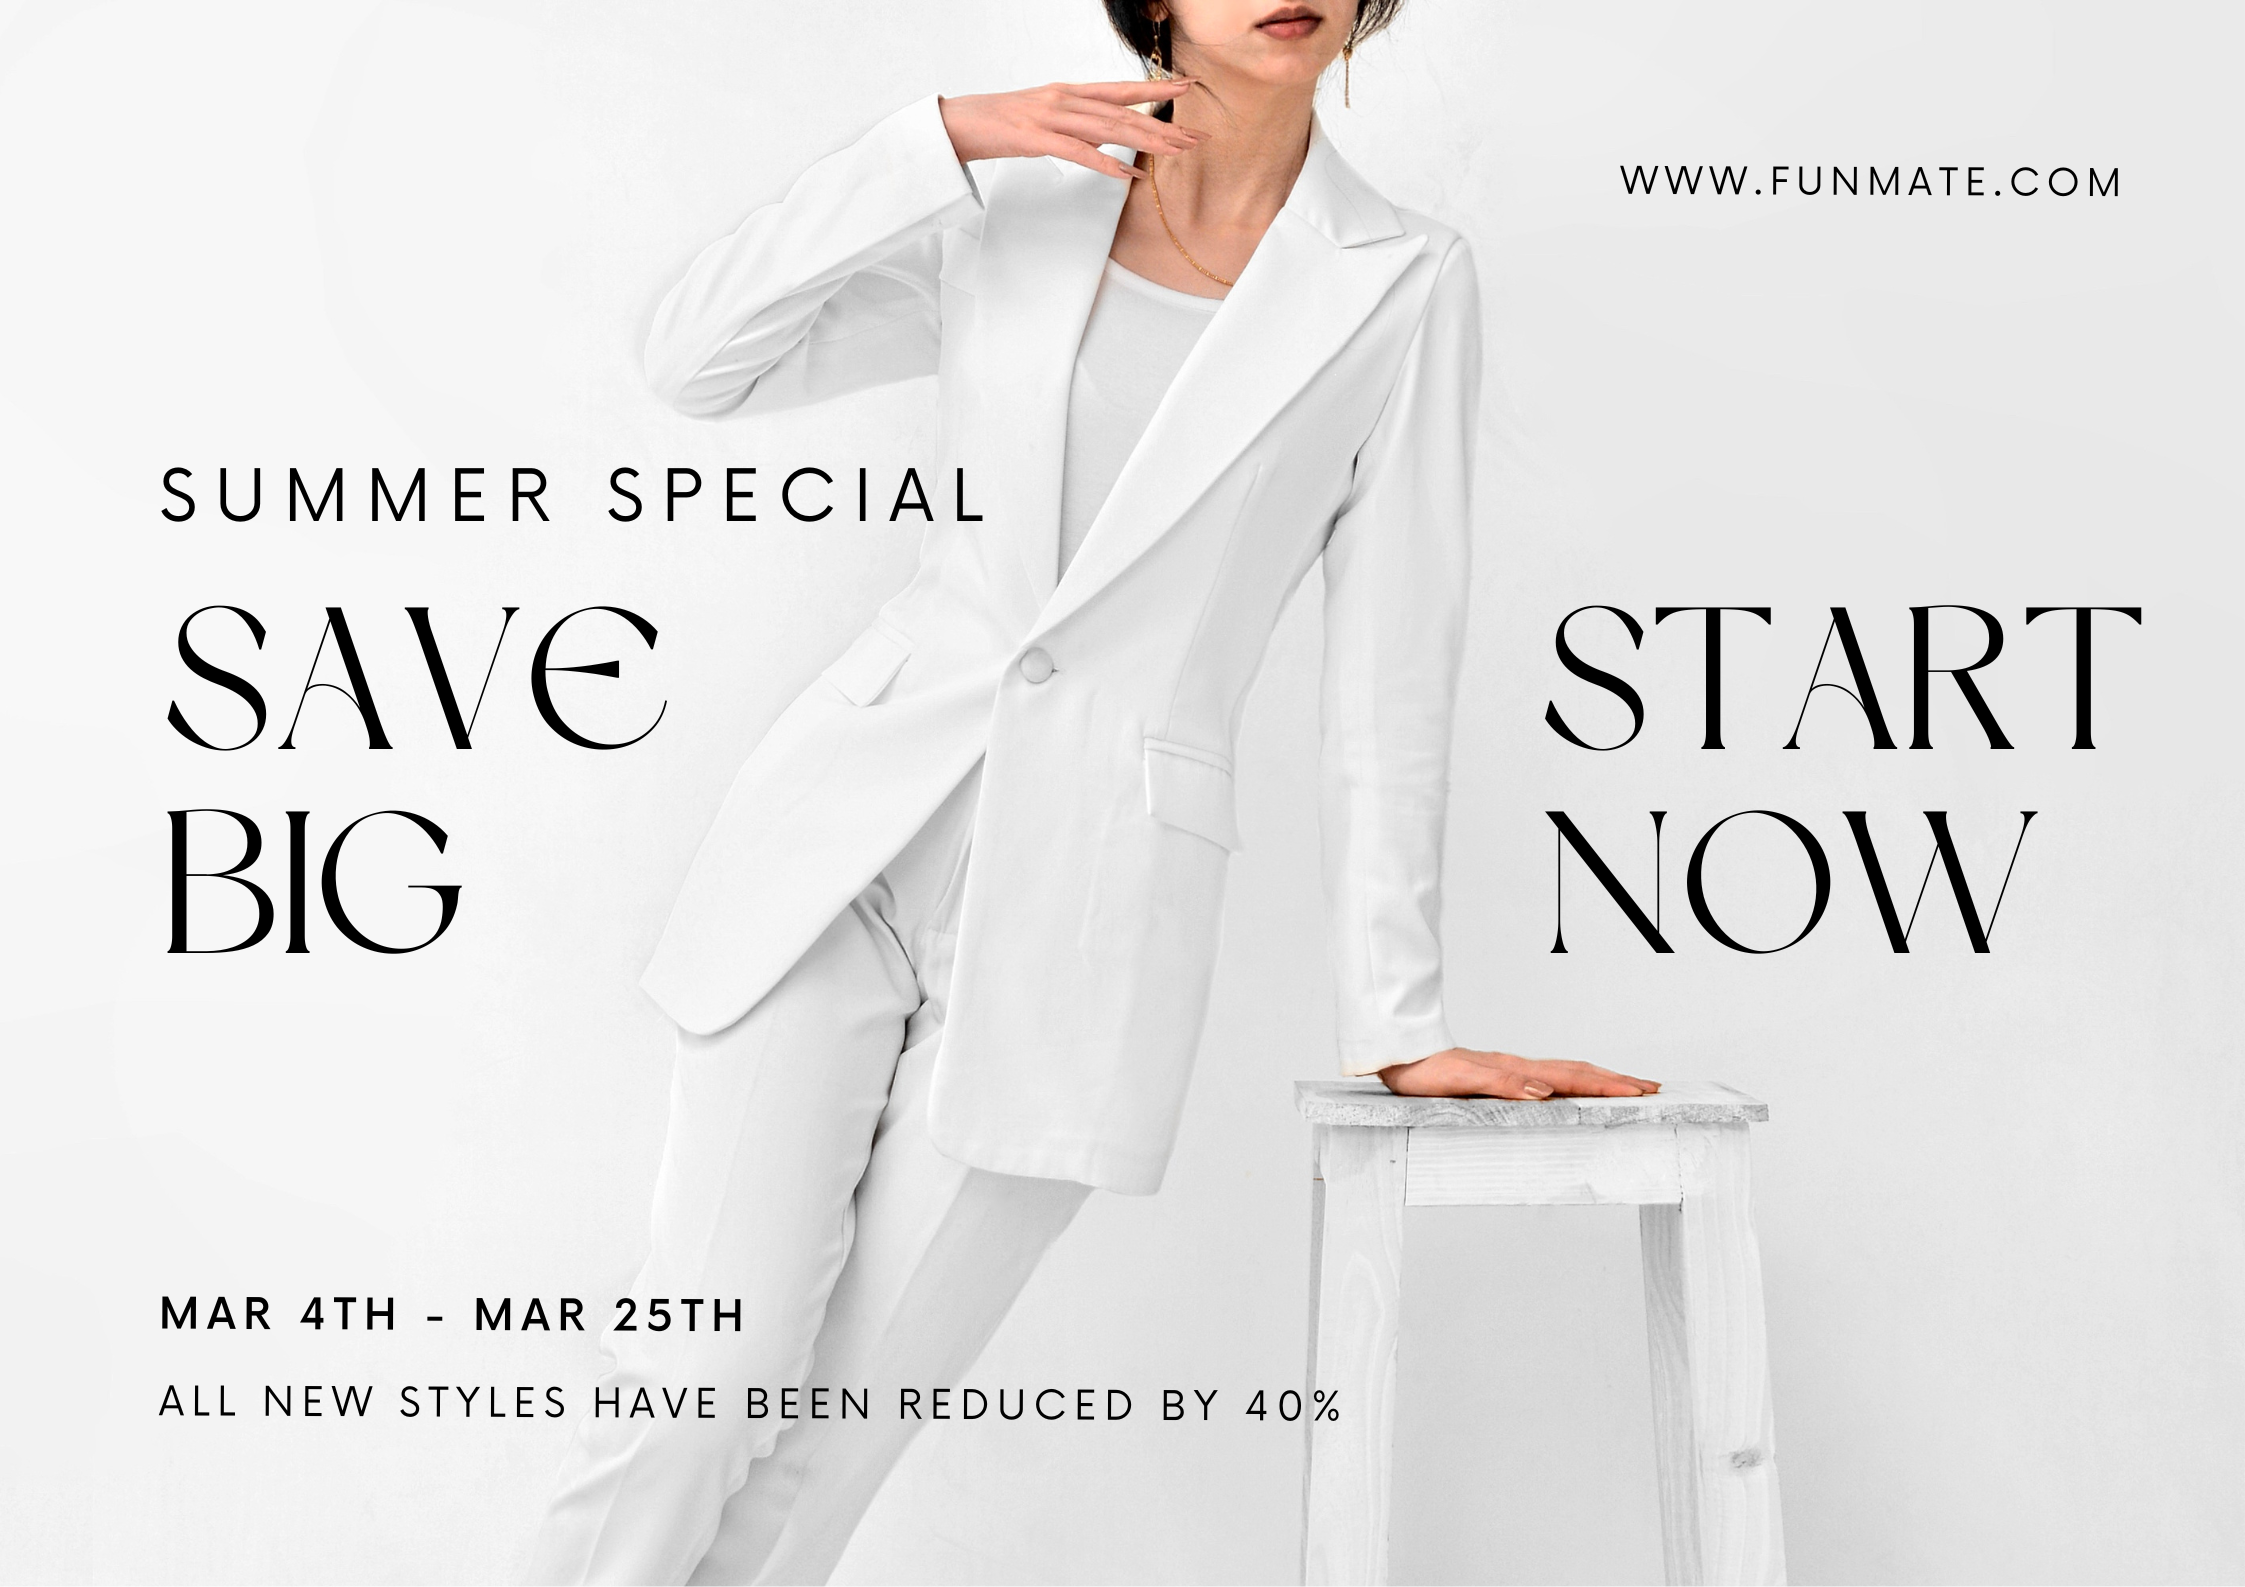 WWW.FUNMATE.COM
SUMMER SPECIAL
SAVE
BIG
START
NOW
MAR 4TH - MAR 25TH
ALL NEW STYLES HAVE BEEN REDUCED BY 40%